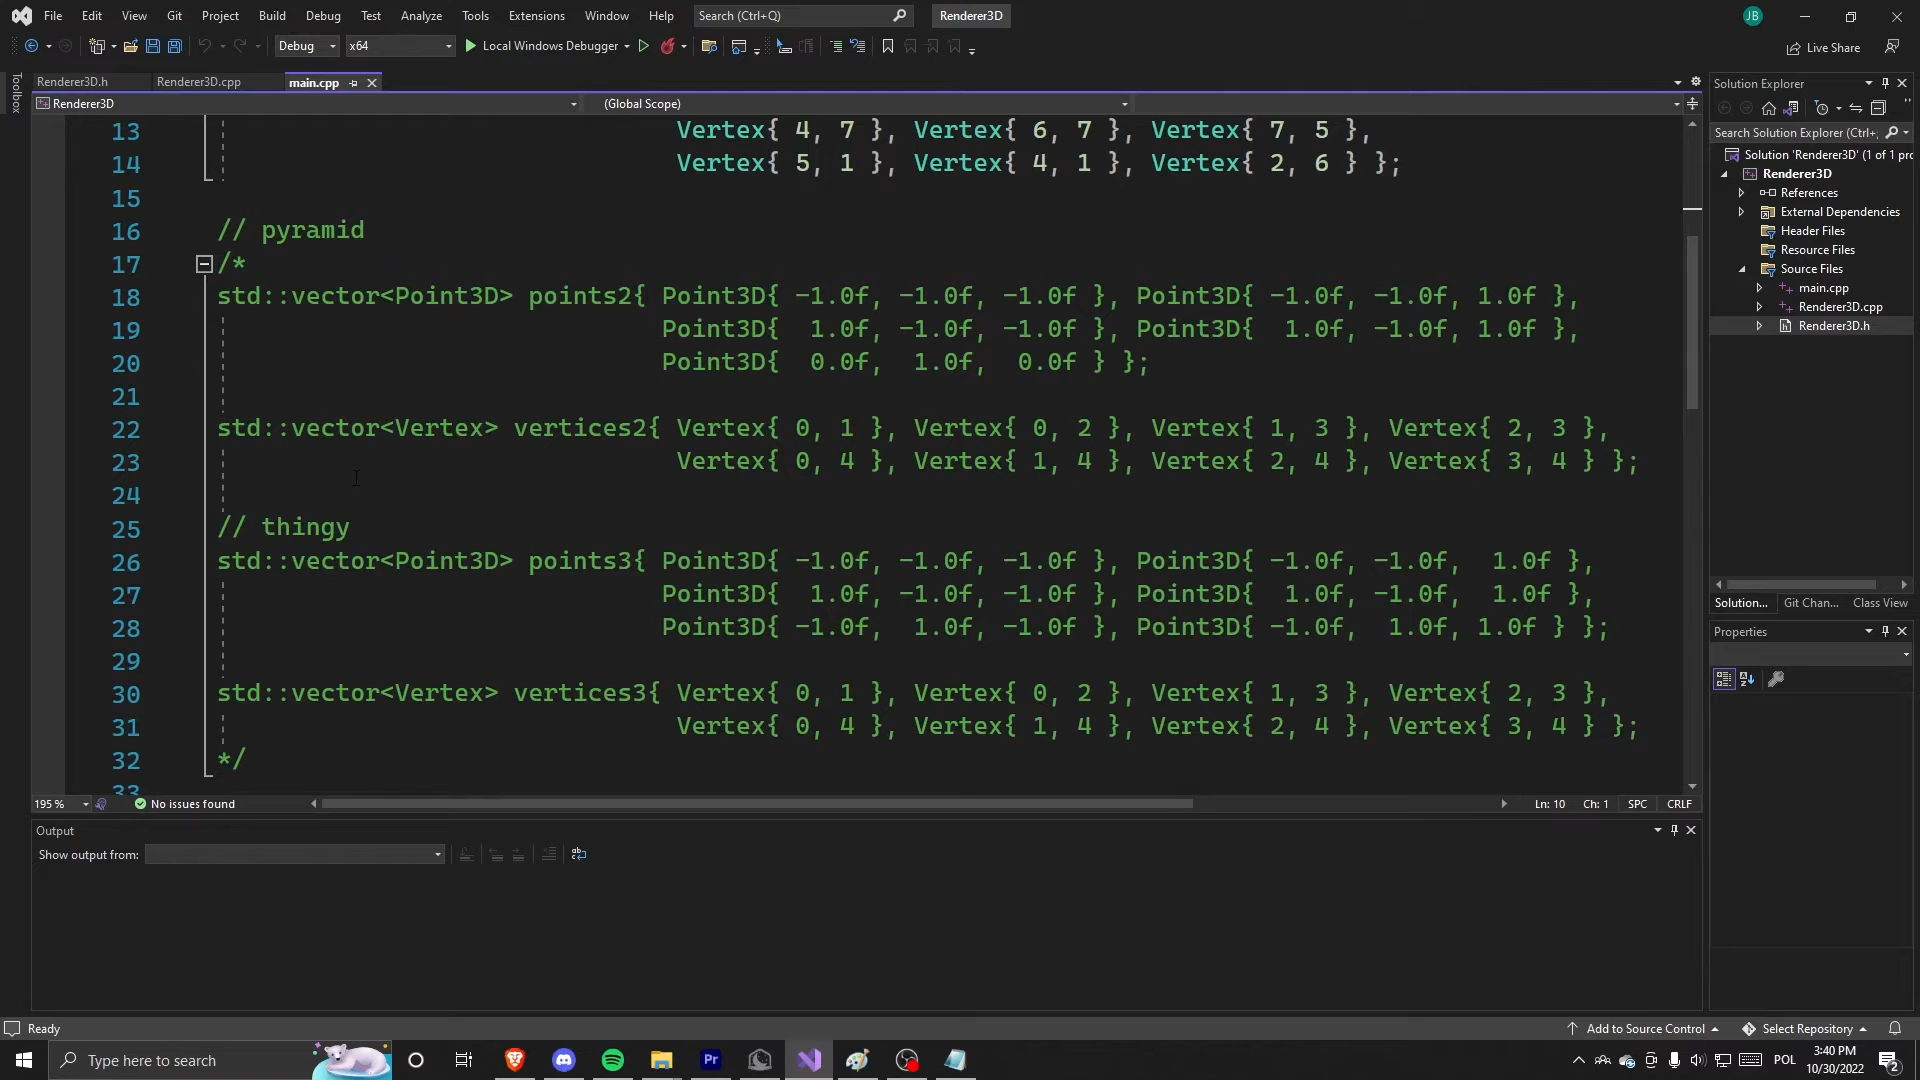 File Edit View Git Project Build Debug Test Analyze Tools Extensions Window Help Search (Ctrl+Q) Renderer3D JB
Debug x64 Local Windows Debugger Live Share
Toolbox
Renderer3D.h Renderer3D.cpp main.cpp
Renderer3D (Global Scope)
13 Vertex{ 4, 7 }, Vertex{ 6, 7 }, Vertex{ 7, 5 },
14 Vertex{ 5, 1 }, Vertex{ 4, 1 }, Vertex{ 2, 6 } };
15
16 // pyramid
17 /*
18 std::vector<Point3D> points2{ Point3D{ -1.0f, -1.0f, -1.0f }, Point3D{ -1.0f, -1.0f, 1.0f },
19 Point3D{ 1.0f, -1.0f, -1.0f }, Point3D{ 1.0f, -1.0f, 1.0f },
20 Point3D{ 0.0f, 1.0f, 0.0f } };
21
22 std::vector<Vertex> vertices2{ Vertex{ 0, 1 }, Vertex{ 0, 2 }, Vertex{ 1, 3 }, Vertex{ 2, 3 },
23 Vertex{ 0, 4 }, Vertex{ 1, 4 }, Vertex{ 2, 4 }, Vertex{ 3, 4 } };
24
25 // thingy
26 std::vector<Point3D> points3{ Point3D{ -1.0f, -1.0f, -1.0f }, Point3D{ -1.0f, -1.0f, 1.0f },
27 Point3D{ 1.0f, -1.0f, -1.0f }, Point3D{ 1.0f, -1.0f, 1.0f },
28 Point3D{ -1.0f, 1.0f, -1.0f }, Point3D{ -1.0f, 1.0f, 1.0f } };
29
30 std::vector<Vertex> vertices3{ Vertex{ 0, 1 }, Vertex{ 0, 2 }, Vertex{ 1, 3 }, Vertex{ 2, 3 },
31 Vertex{ 0, 4 }, Vertex{ 1, 4 }, Vertex{ 2, 4 }, Vertex{ 3, 4 } };
32 */
33
195 % No issues found Ln: 10 Ch: 1 SPC CRLF
Output
Show output from:
Solution Explorer
Search Solution Explorer (Ctrl+;
Solution 'Renderer3D' (1 of 1 pro
Renderer3D
References
External Dependencies
Header Files
Resource Files
Source Files
main.cpp
Renderer3D.cpp
Renderer3D.h
Solution... Git Chan... Class View
Properties
Ready Add to Source Control Select Repository
Type here to search Pr POL 3:40 PM
10/30/2022 2